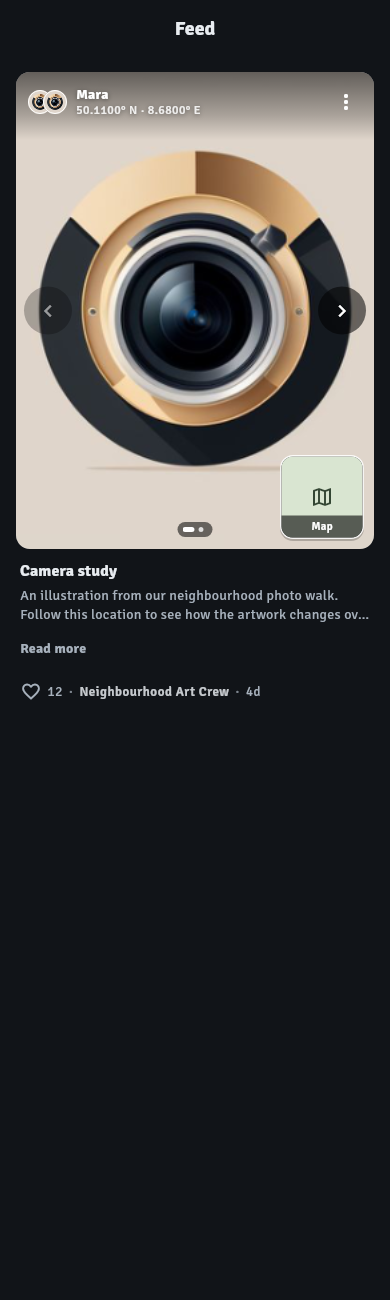 Feed
Mara
50.1100° N · 8.6800° E
Map
Camera study
An illustration from our neighbourhood photo walk.
Follow this location to see how the artwork changes ov…
Read more
12 · Neighbourhood Art Crew · 4d